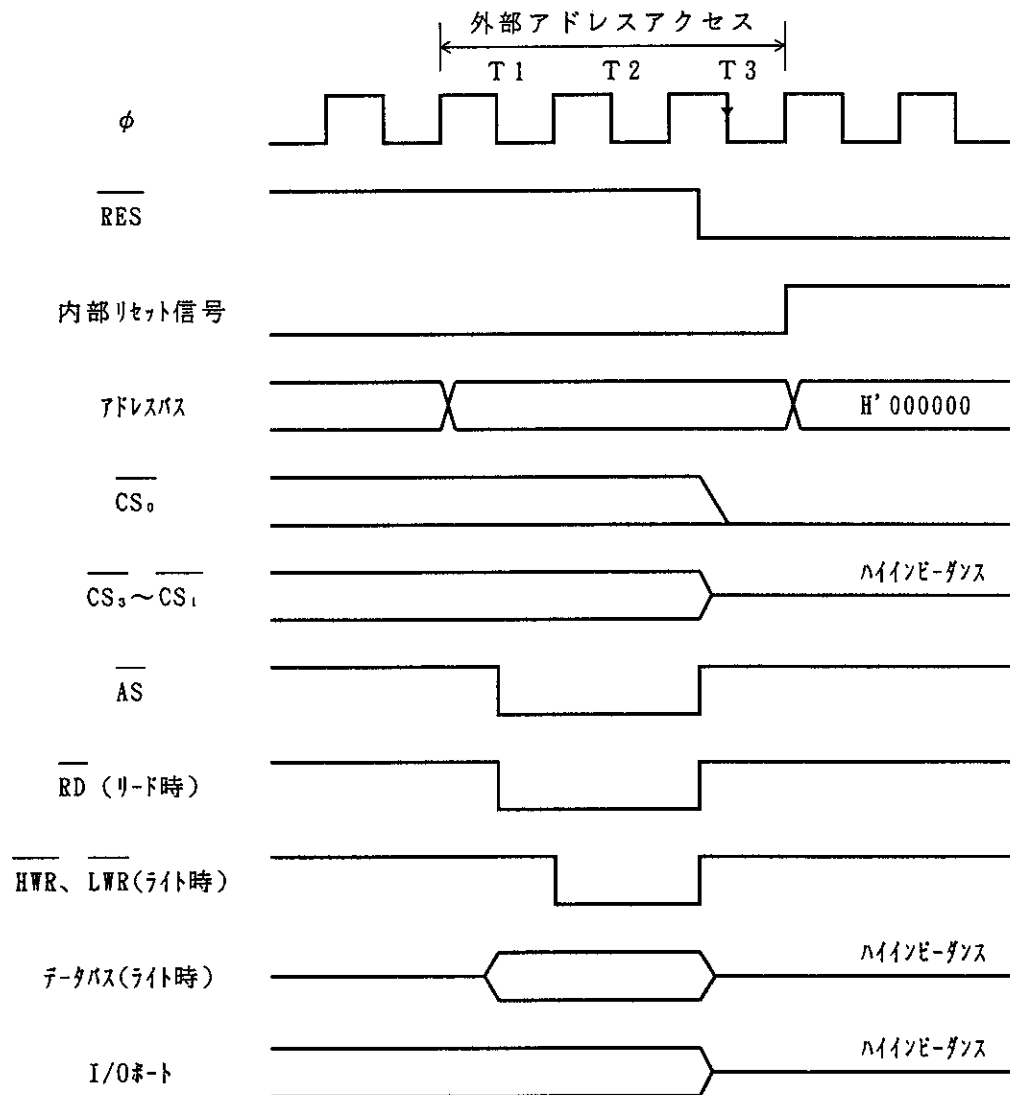 外部アドレスアクセス
T1 T2 T3
φ
RES
内部リセット信号
アドレスバス
H'000000
CS₀
CS₃～CS₁
ハイインピーダンス
AS
RD (リード時)
HWR、LWR(ライト時)
データバス(ライト時)
ハイインピーダンス
I/Oポート
ハイインピーダンス